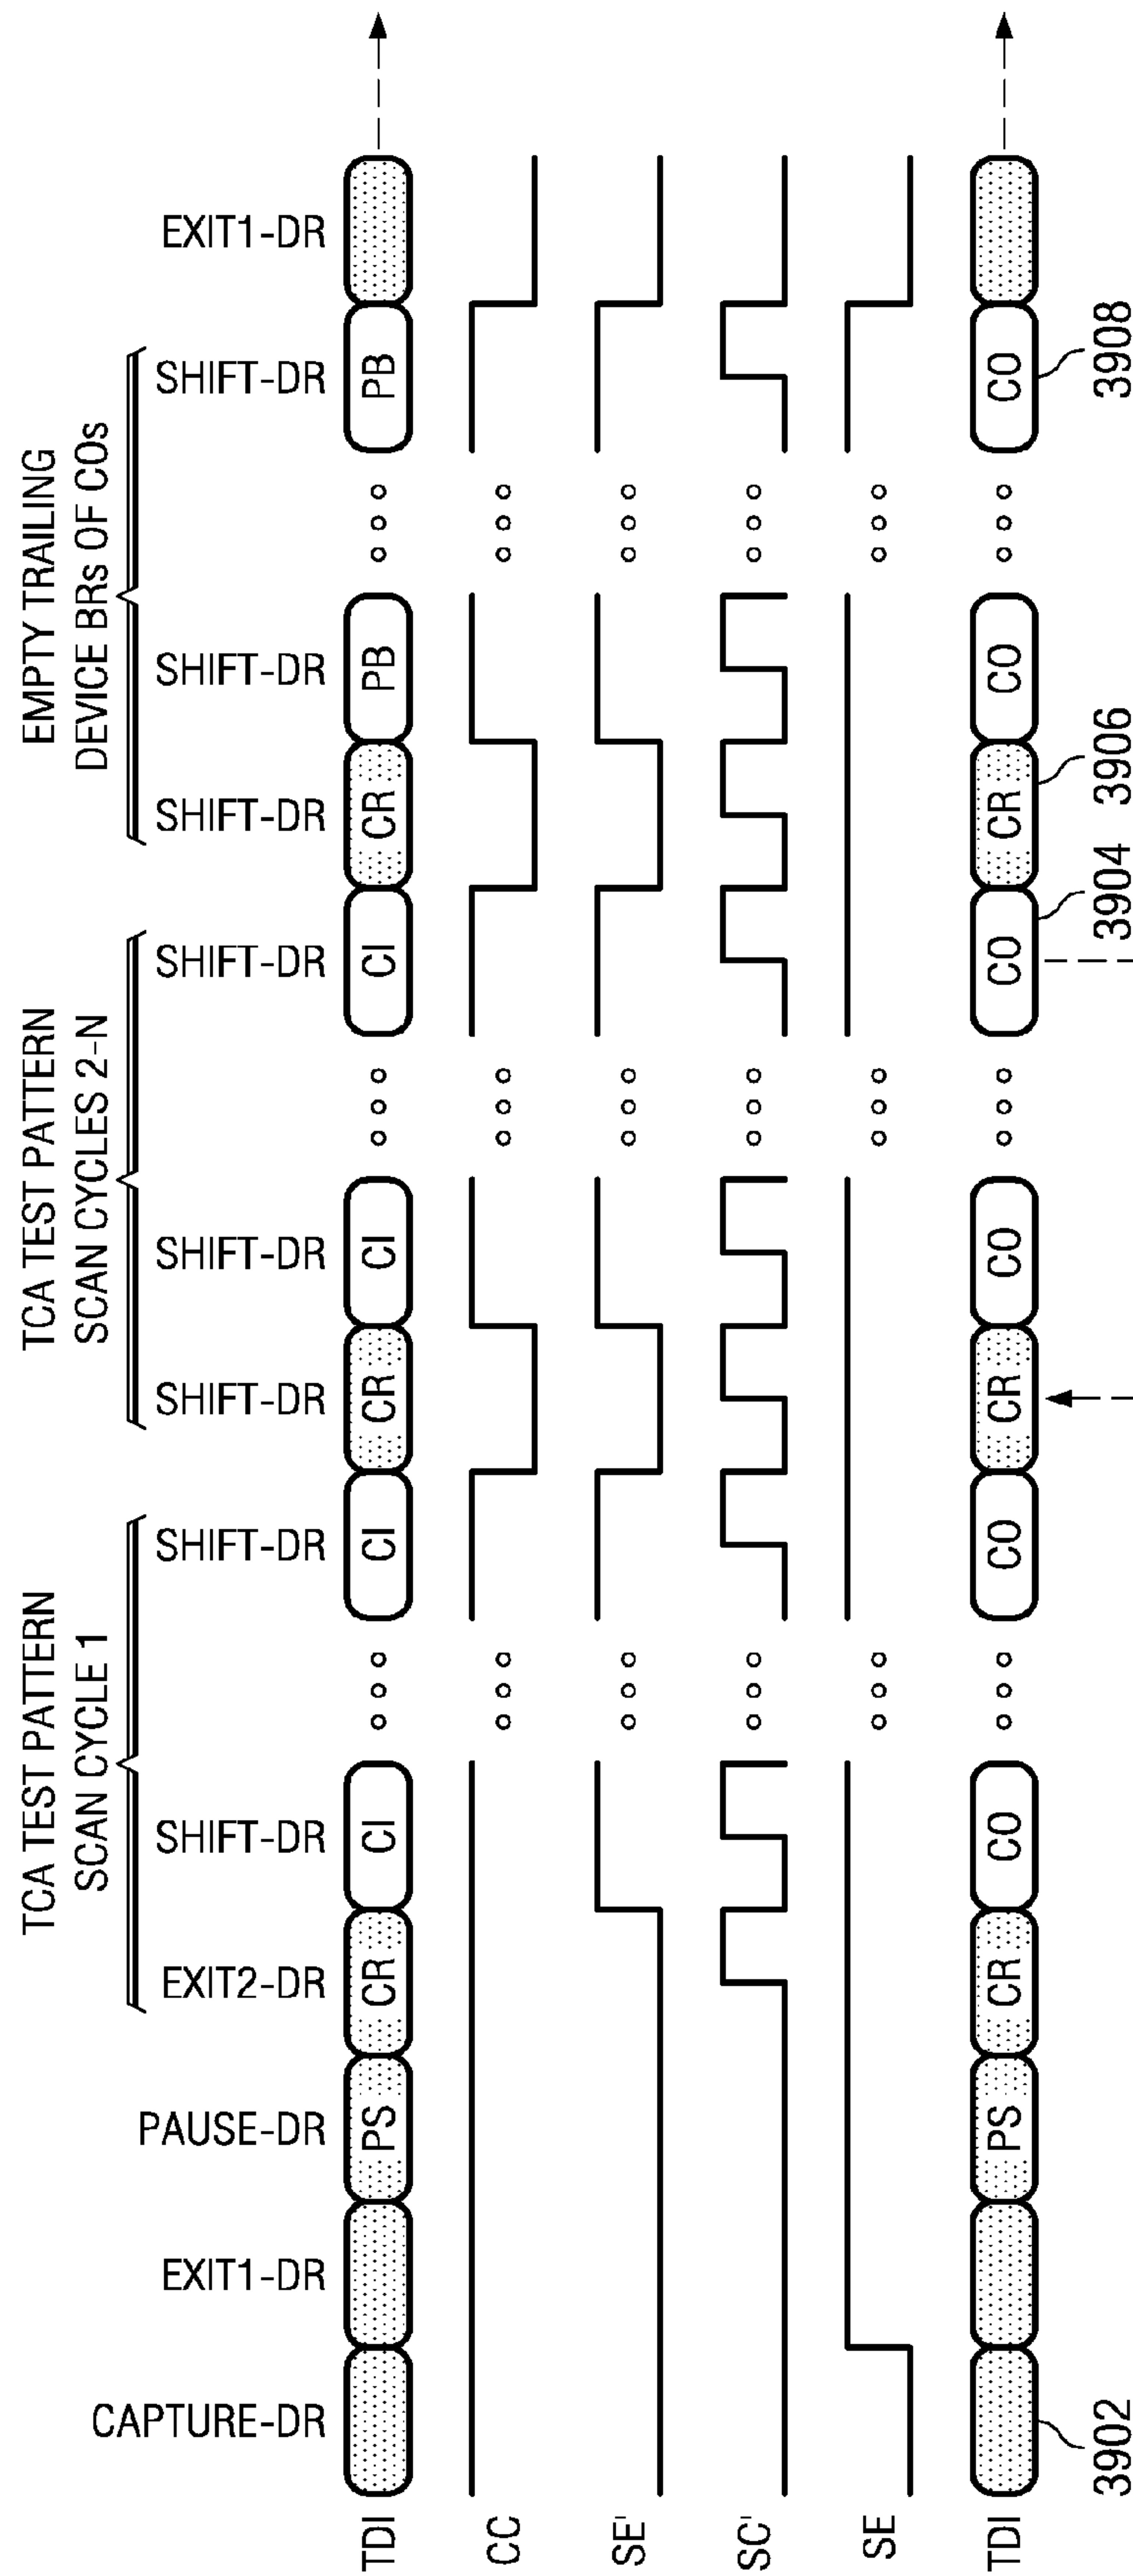 TCA TEST PATTERN
SCAN CYCLE 1
TCA TEST PATTERN
SCAN CYCLES 2-N
EMPTY TRAILING
DEVICE BRs OF COs
CAPTURE-DR EXIT1-DR PAUSE-DR EXIT2-DR SHIFT-DR SHIFT-DR SHIFT-DR SHIFT-DR SHIFT-DR SHIFT-DR SHIFT-DR SHIFT-DR EXIT1-DR
TDI PS CR CI CI CR CI CI CR PB PB
CC
SE'
SC'
SE
TDI PS CR CO CO CR CO CO CR CO CO
3902 3904 3906 3908